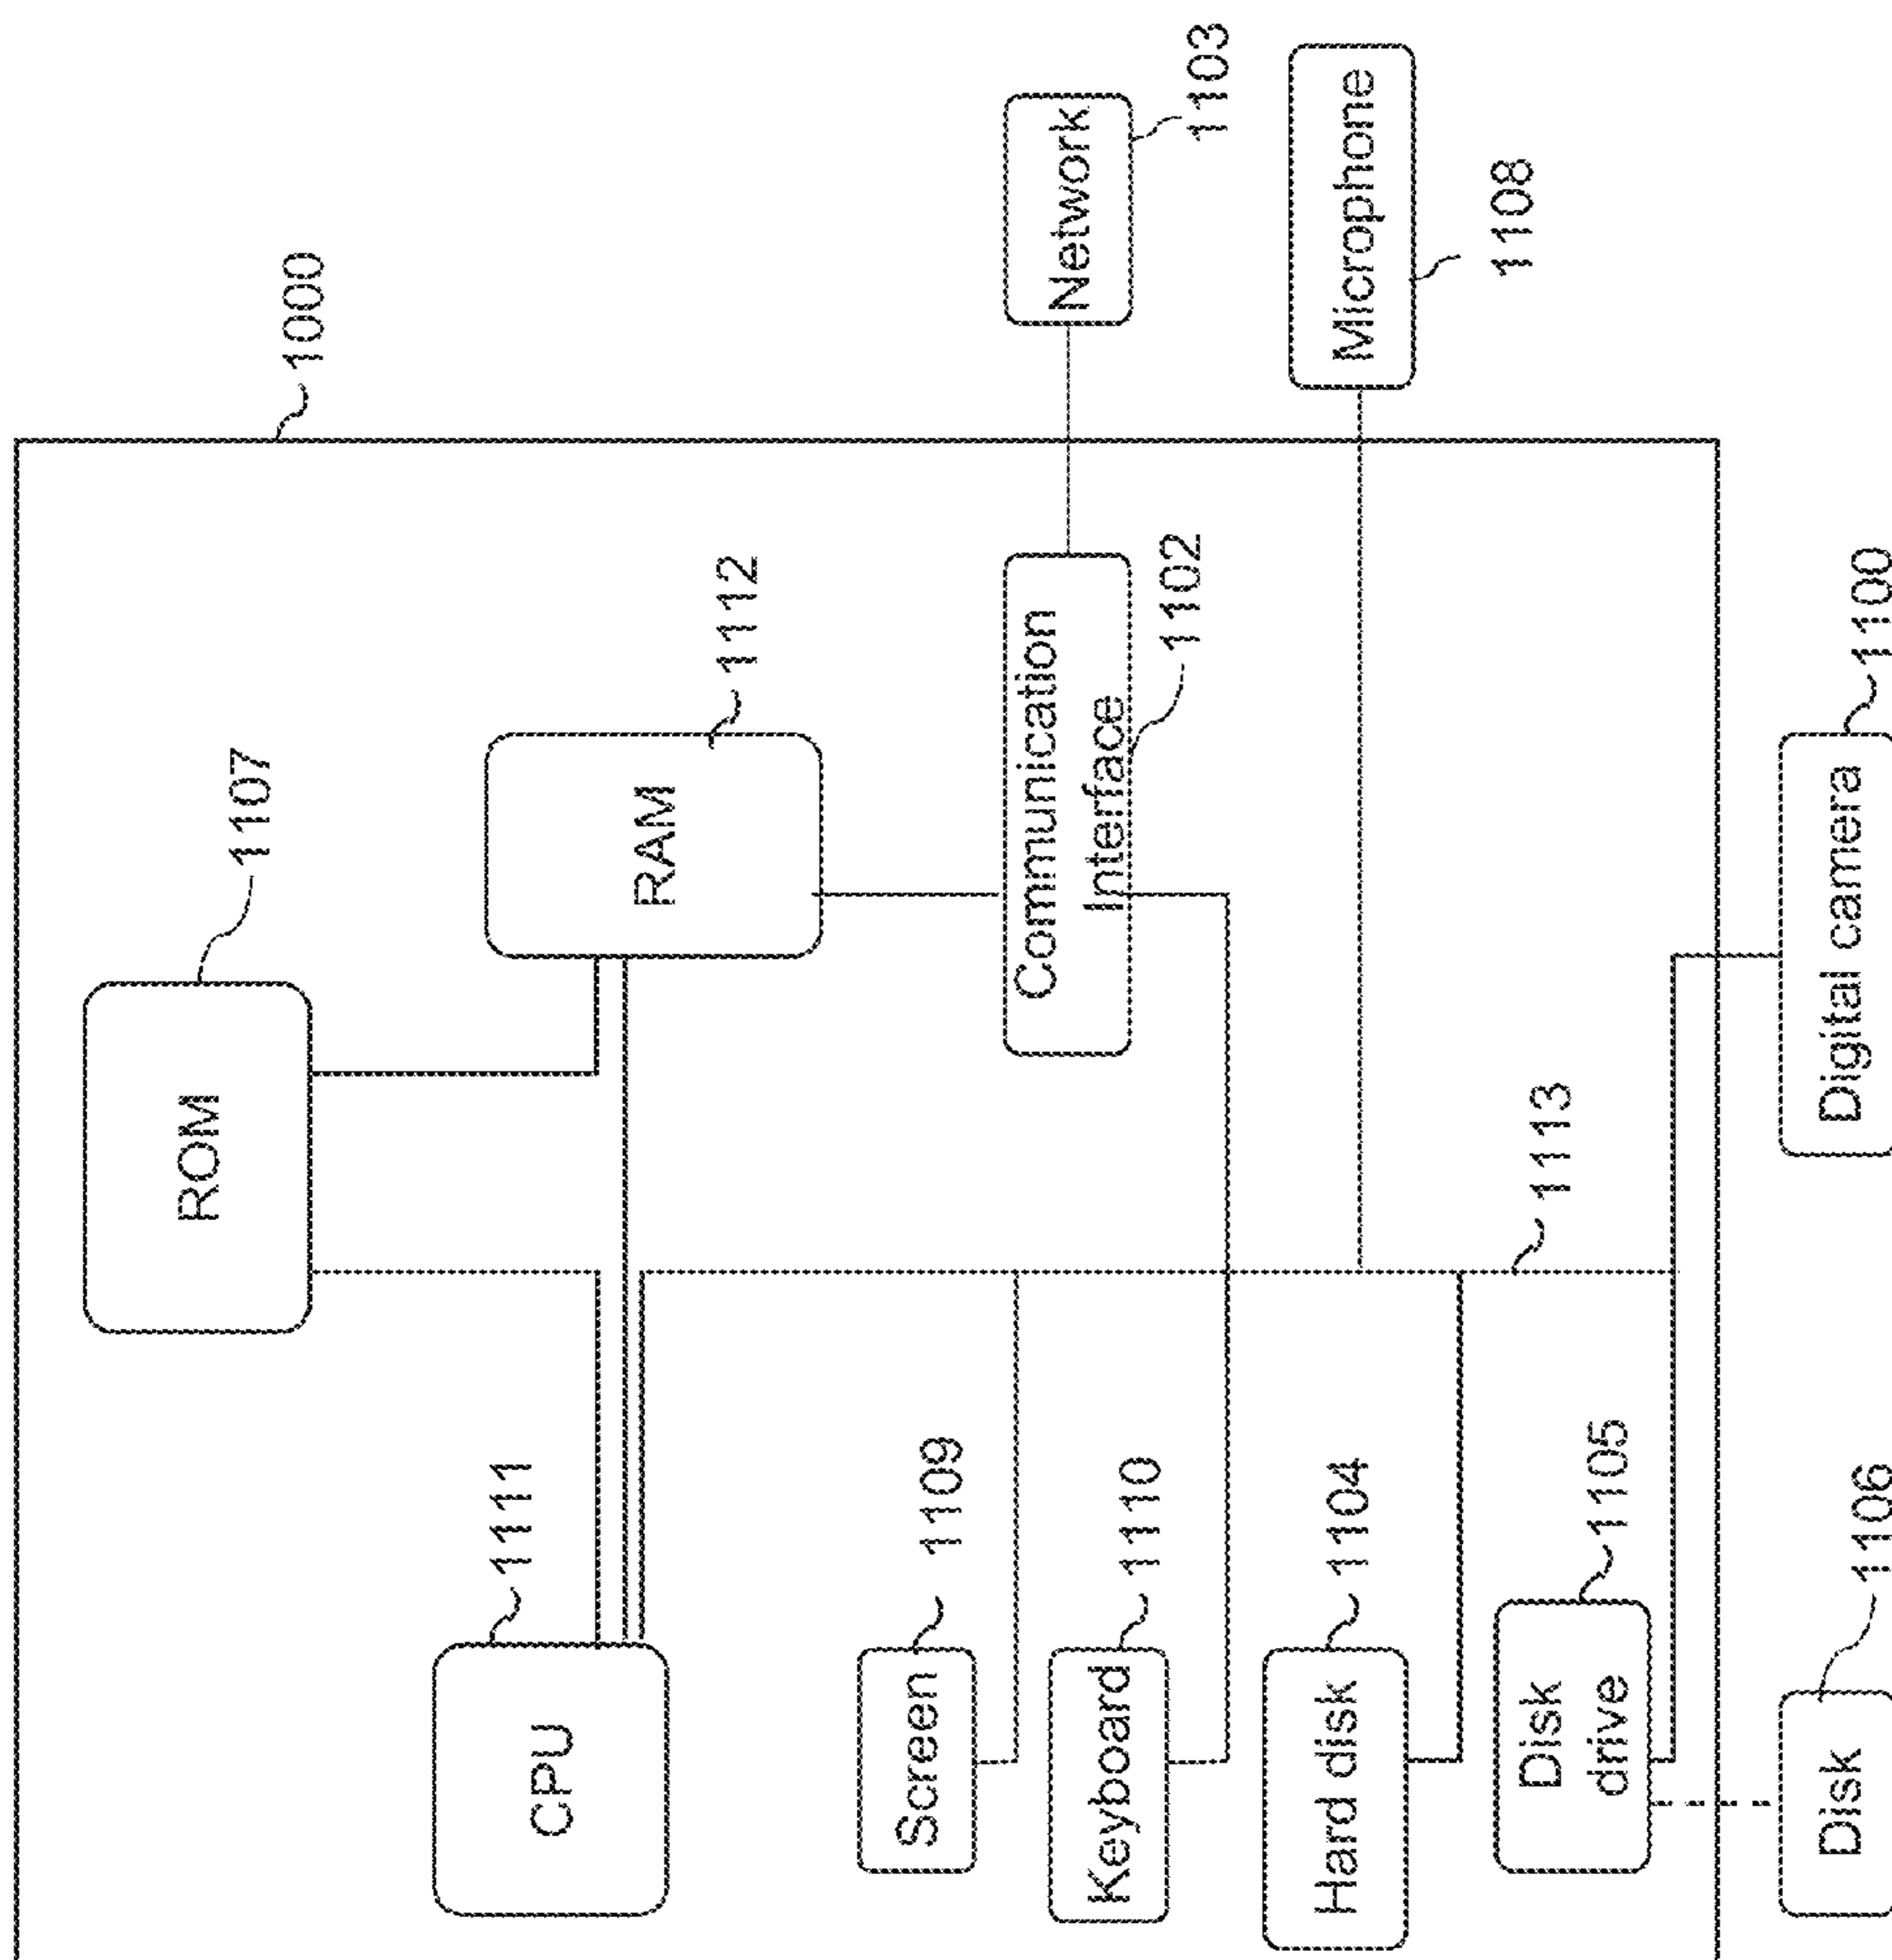 1000
CPU
1111
ROM
1107
RAM
1112
Screen
1109
Communication
Interface
1102
Network
1103
Keyboard
1110
Hard disk
1104
Microphone
1108
Disk
drive
1105
1113
Disk
1106
Digital camera
1100